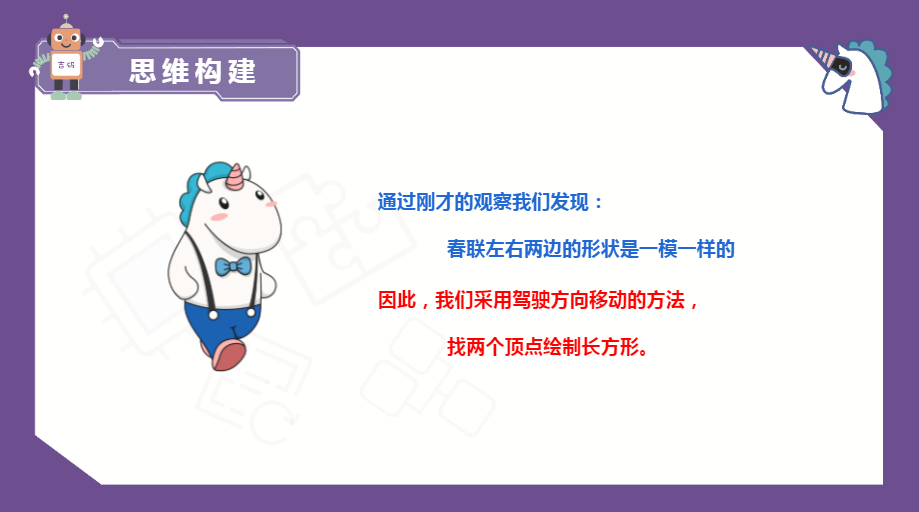 思维构建
通过刚才的观察我们发现：
春联左右两边的形状是一模一样的
因此，我们采用驾驶方向移动的方法，
找两个顶点绘制长方形。